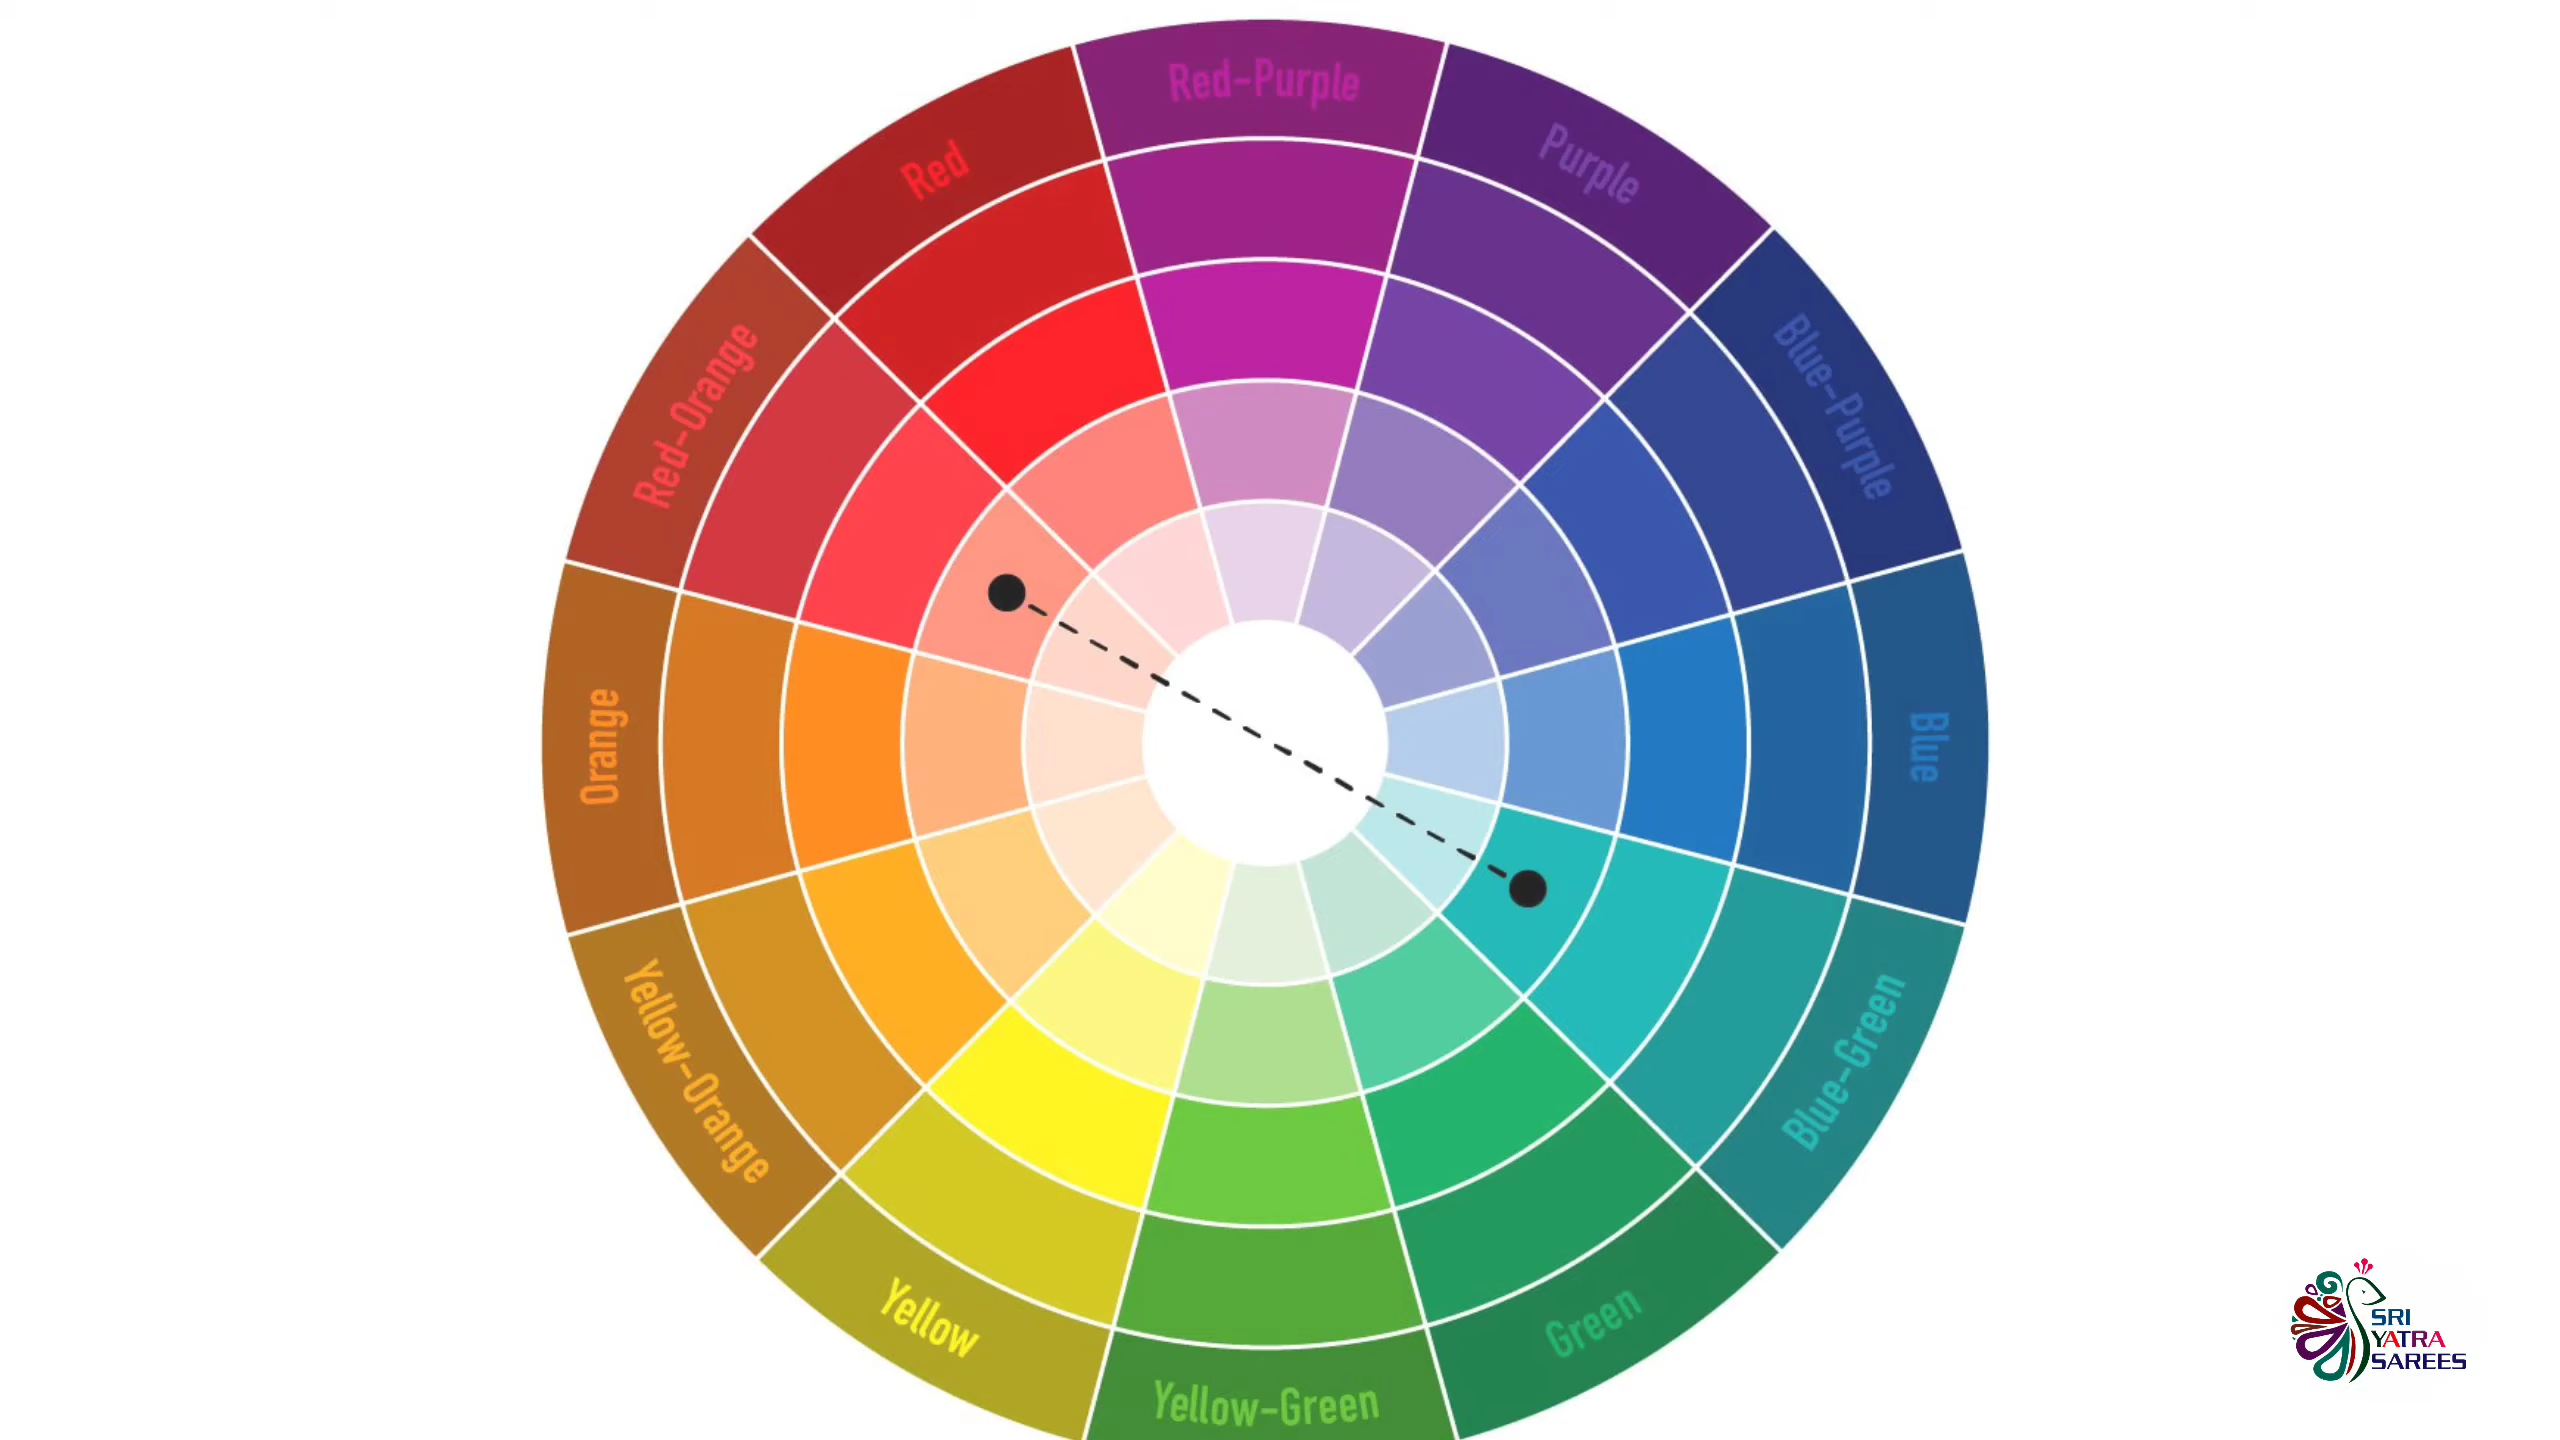 Red-Purple
Purple
Red
Blue-Purple
Red-Orange
Blue
Orange
Blue-Green
Yellow-Orange
Green
Yellow
Yellow-Green
SRI
YATRA
SAREES